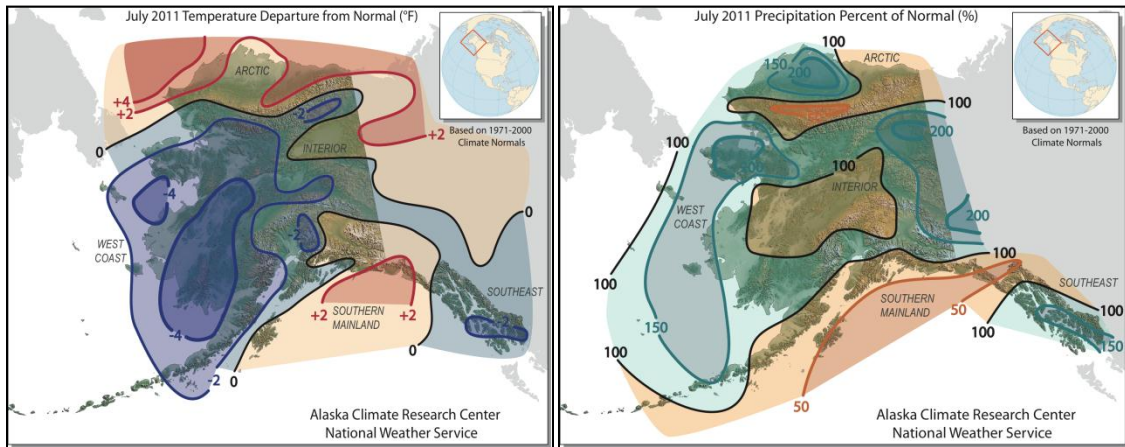 July 2011 Temperature Departure from Normal (°F)
ARCTIC
+4
+2
-2
+2
Based on 1971-2000
Climate Normals
0
INTERIOR
-4
0
-2
WEST
COAST
SOUTHEAST
SOUTHERN
MAINLAND
+2
+2
-4
0
0
-2
Alaska Climate Research Center
National Weather Service
July 2011 Precipitation Percent of Normal (%)
100
150
200
ARCTIC
100
100
Based on 1971-2000
Climate Normals
200
100
100
INTERIOR
WEST
COAST
200
100
100
SOUTHEAST
SOUTHERN
MAINLAND
50
100
100
150
150
100
50
Alaska Climate Research Center
National Weather Service